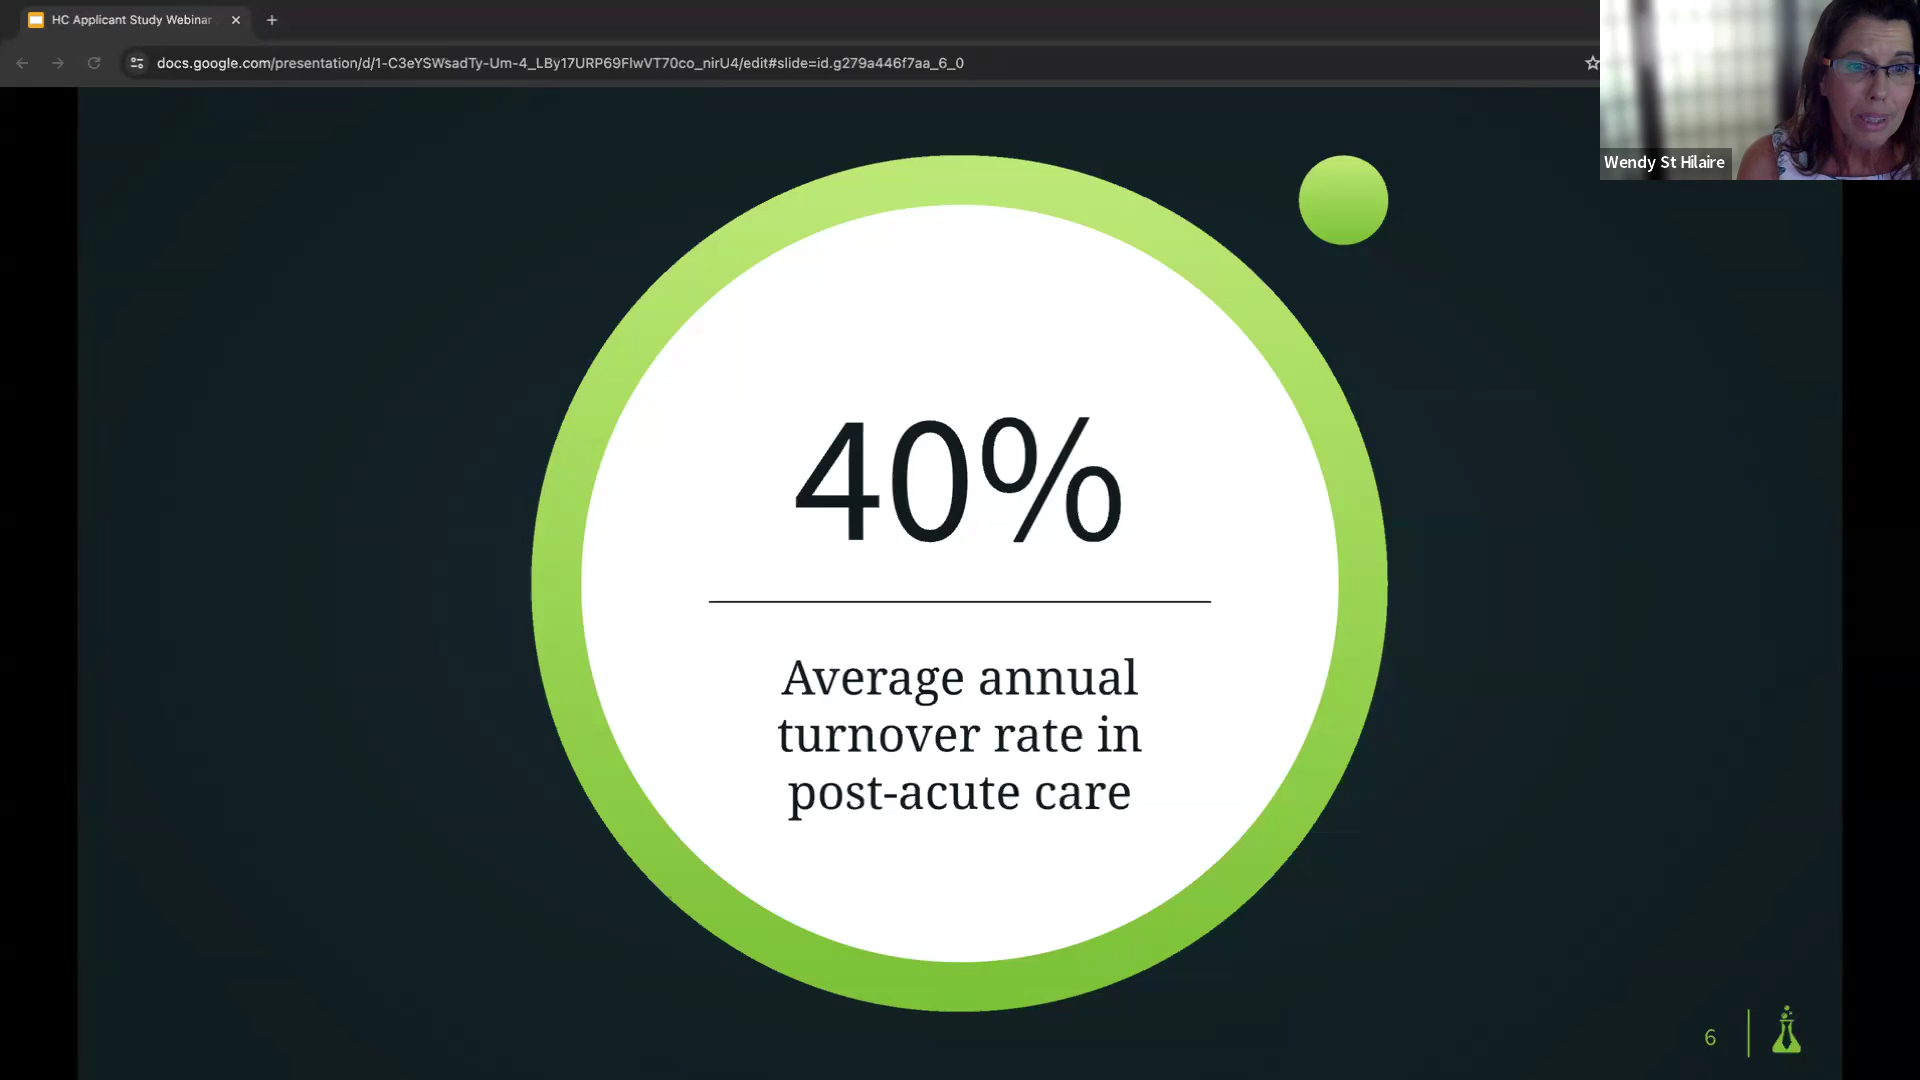 HC Applicant Study Webinar
docs.google.com/presentation/d/1-C3eYSWsadTy-Um-4_LBy17URP69FlwVT70co_nirU4/edit#slide=id.g279a446f7aa_6_0
Wendy St Hilaire
40%
Average annual
turnover rate in
post-acute care
6